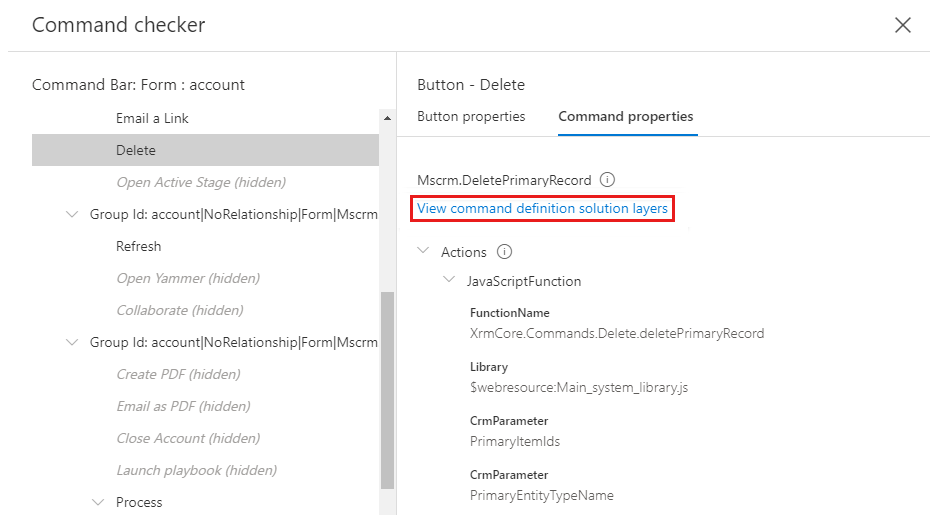 Command checker
Command Bar: Form : account
Email a Link
Delete
Open Active Stage (hidden)
Group Id: account|NoRelationship|Form|Mscrm
Refresh
Open Yammer (hidden)
Collaborate (hidden)
Group Id: account|NoRelationship|Form|Mscrm
Create PDF (hidden)
Email as PDF (hidden)
Close Account (hidden)
Launch playbook (hidden)
Process
Button - Delete
Button properties
Command properties
Mscrm.DeletePrimaryRecord
View command definition solution layers
Actions
JavaScriptFunction
FunctionName
XrmCore.Commands.Delete.deletePrimaryRecord
Library
$webresource:Main_system_library.js
CrmParameter
PrimaryItemIds
CrmParameter
PrimaryEntityTypeName